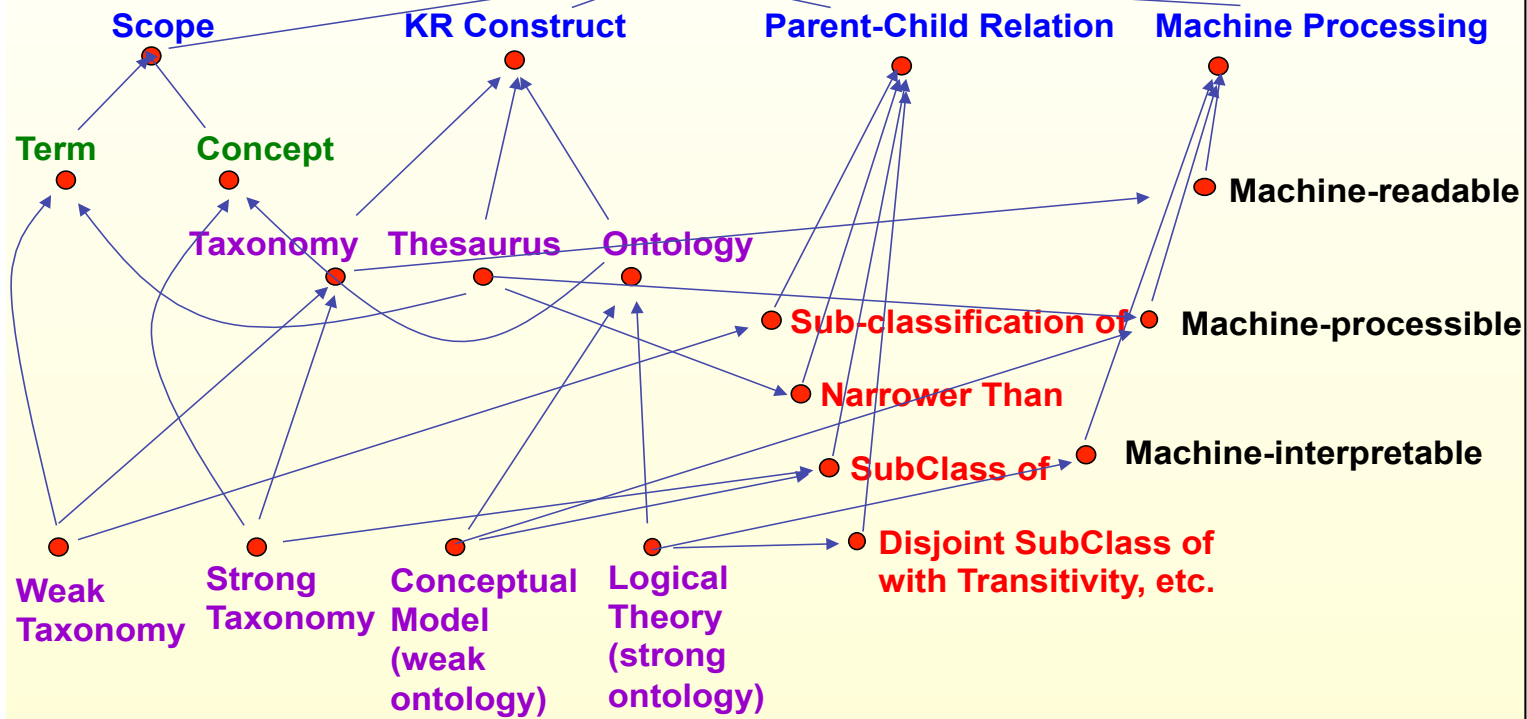 Scope
KR Construct
Parent-Child Relation
Machine Processing
Term
Concept
Machine-readable
Taxonomy
Thesaurus
Ontology
Sub-classification of
Machine-processible
Narrower Than
SubClass of
Machine-interpretable
Disjoint SubClass of
with Transitivity, etc.
Weak
Taxonomy
Strong
Taxonomy
Conceptual
Model
(weak
ontology)
Logical
Theory
(strong
ontology)